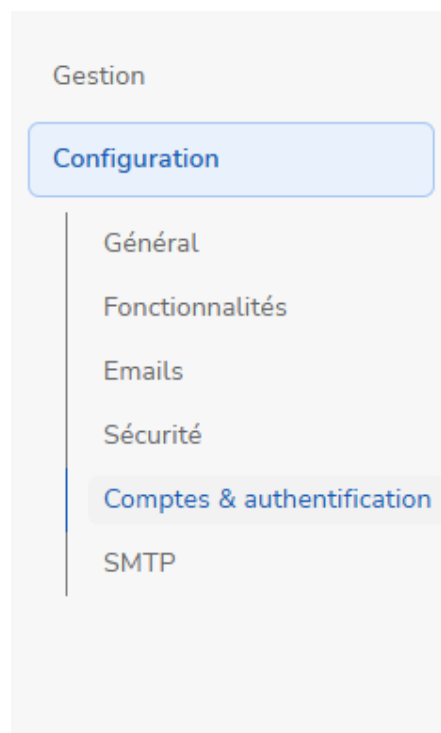 Gestion
Configuration
Général
Fonctionnalités
Emails
Sécurité
Comptes & authentification
SMTP